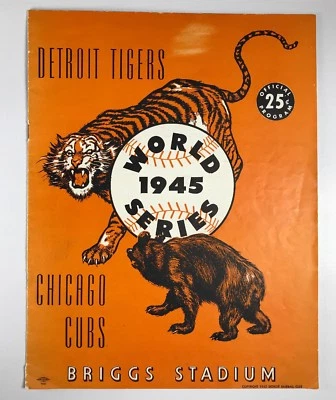 DETROIT TIGERS
OFFICIAL
25¢
PROGRAM
WORLD
1945
SERIES
CHICAGO
CUBS
BRIGGS STADIUM